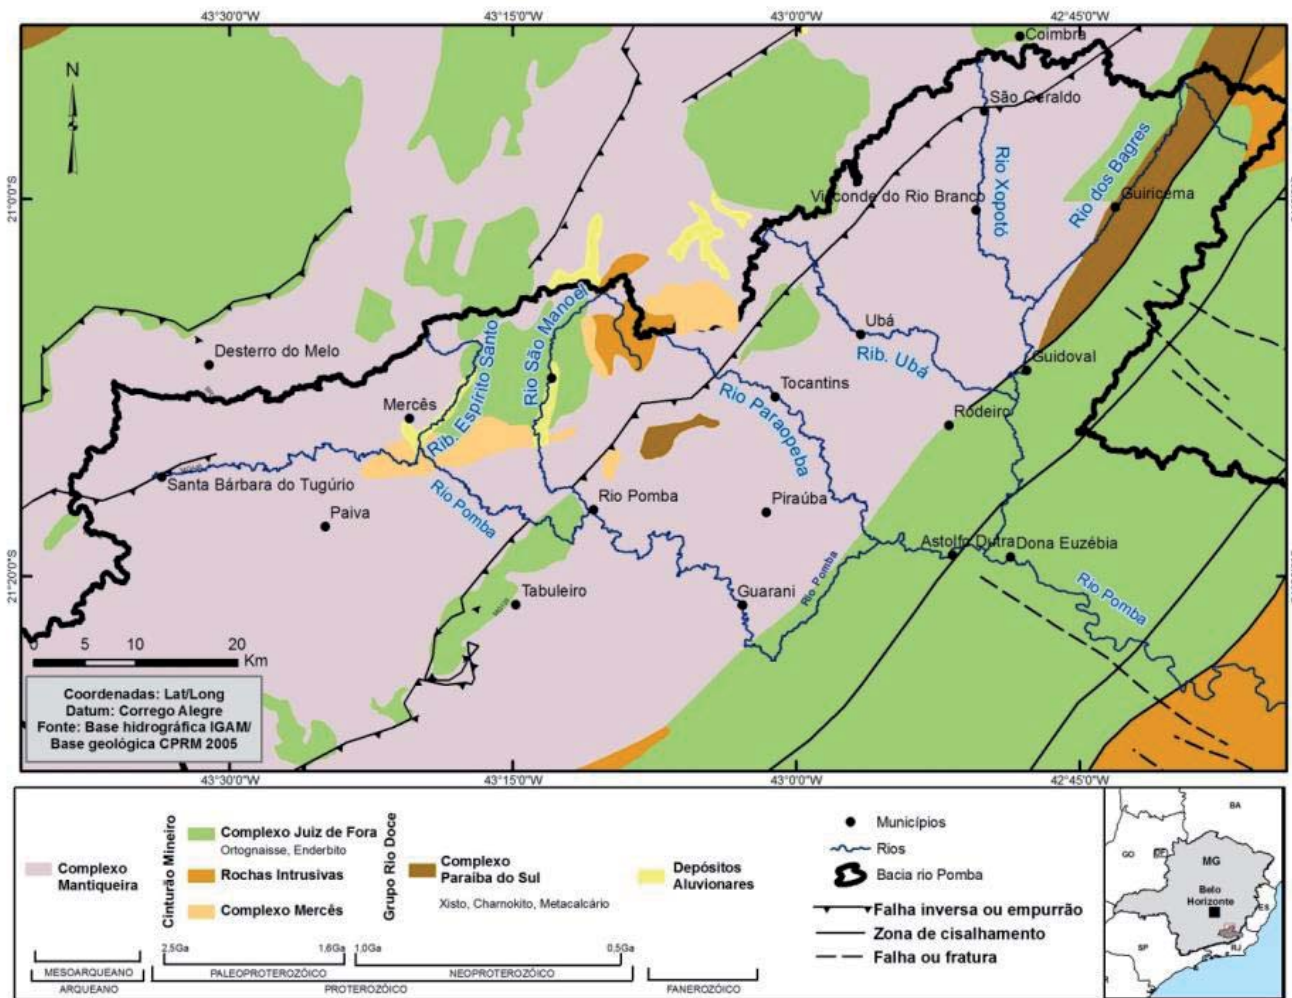 43°30'0"W
43°15'0"W
43°0'0"W
42°45'0"W
N
Coimbra
São Geraldo
Rio Xopotó
Rio dos Bagres
Visconde do Rio Branco
Guiricema
21°0'0"S
Rio São Manoel
Rib. Espírito Santo
Ubá
Rib. Ubá
Guidoval
Desterro do Melo
Mercês
Tocantins
Rio Paraopeba
Rodeiro
Santa Bárbara do Tugúrio
Rio Pomba
Rio Pomba
Paiva
Piraúba
Astolfo Dutra
Dona Euzébia
Rio Pomba
Rio Pomba
21°20'0"S
Tabuleiro
Guarani
0 5 10 20
Km
Coordenadas: Lat/Long
Datum: Corrego Alegre
Fonte: Base hidrográfica IGAM/
Base geológica CPRM 2005
43°30'0"W
43°15'0"W
43°0'0"W
42°45'0"W
Complexo
Mantiqueira
Cinturão Mineiro
Complexo Juiz de Fora
Ortognaisse, Enderbito
Rochas Intrusivas
Complexo Mercês
Grupo Rio Doce
Complexo
Paraiba do Sul
Xisto, Charnokito, Metacalcário
Depósitos
Aluvionares
Municípios
Rios
Bacia rio Pomba
Falha inversa ou empurrão
Zona de cisalhamento
Falha ou fratura
2,5Ga 1,6Ga 1,0Ga 0,5Ga
MESOARQUEANO PALEOPROTEROZÓICO NEOPROTEROZÓICO
ARQUEANO PROTEROZÓICO FANEROZÓICO
BA
GO
MG
Belo
Horizonte
ES
SP
RJ